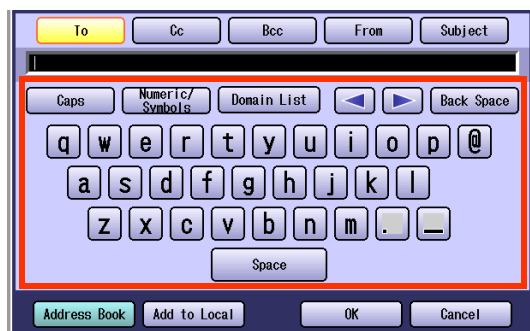 To Cc Bcc From Subject
Caps Numeric/ Symbols Domain List Back Space
q w e r t y u i o p @
a s d f g h j k l
z x c v b n m . _
Space
Address Book Add to Local OK Cancel